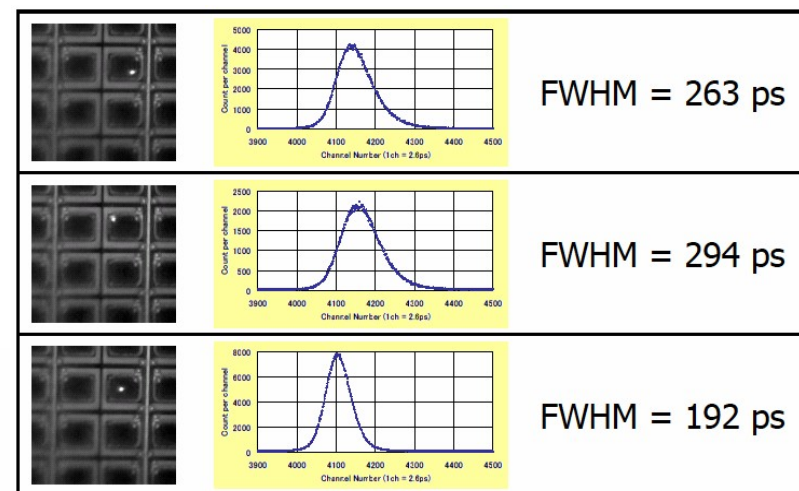 5000
4000
3000
2000
1000
0
Count per channel
3900 4000 4100 4200 4300 4400 4500
Channel Number (1ch = 2.6ps)
FWHM = 263 ps
2500
2000
1500
1000
500
0
Count per channel
3900 4000 4100 4200 4300 4400 4500
Channel Number (1ch = 2.6ps)
FWHM = 294 ps
8000
6000
4000
2000
0
Count per channel
3900 4000 4100 4200 4300 4400 4500
Channel Number (1ch = 2.6ps)
FWHM = 192 ps